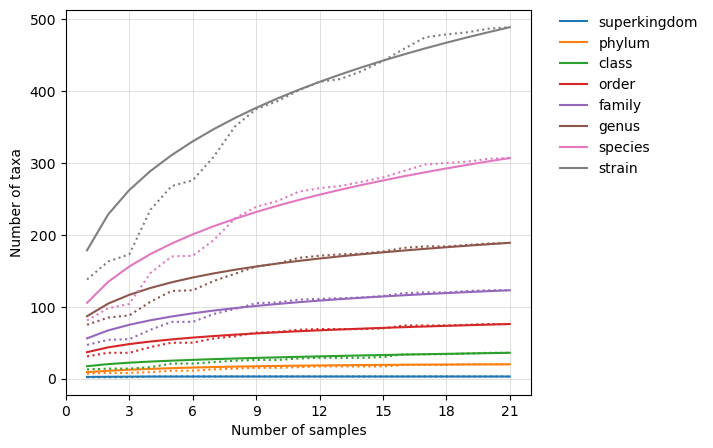 500
400
300
200
100
0
Number of taxa
0 3 6 9 12 15 18 21
Number of samples
superkingdom
phylum
class
order
family
genus
species
strain